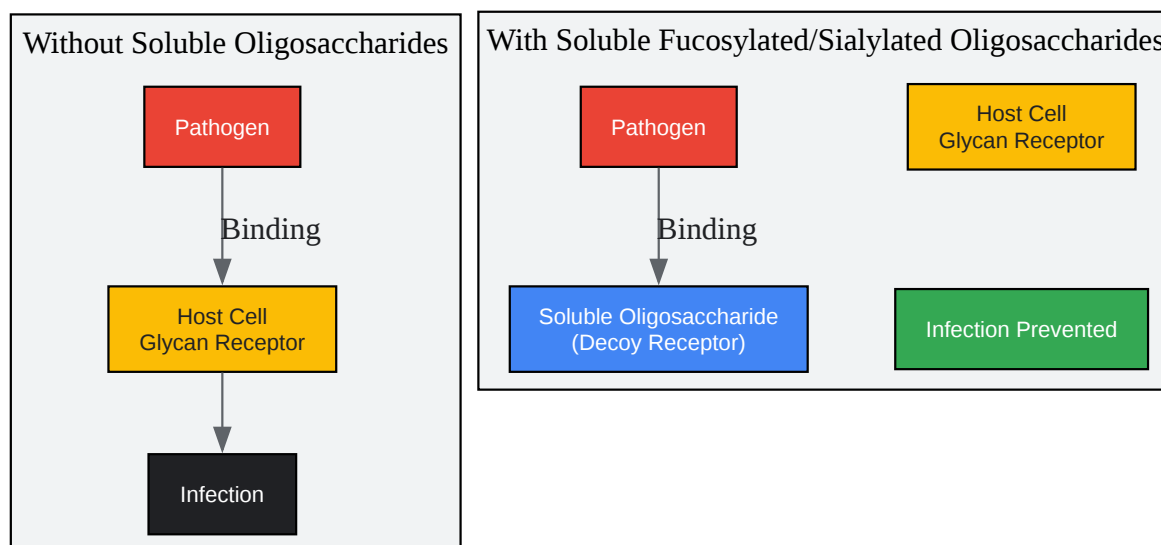 Without Soluble Oligosaccharides
Pathogen
Binding
Host Cell
Glycan Receptor
Infection
With Soluble Fucosylated/Sialylated Oligosaccharides
Pathogen
Host Cell
Glycan Receptor
Binding
Soluble Oligosaccharide
(Decoy Receptor)
Infection Prevented